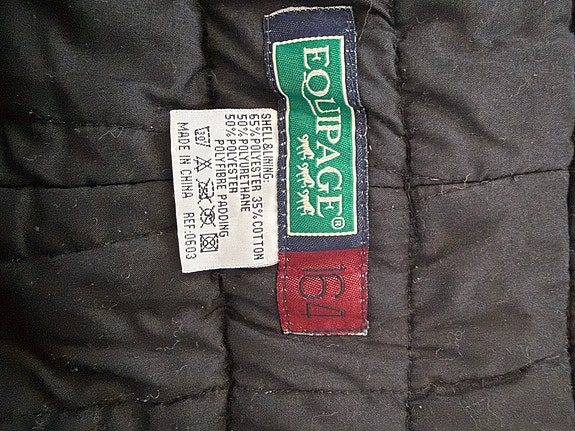 EQUIPAGE®
164
SHELL&LINING:
65% POLYESTER 35% COTTON
50% POLYURETHANE
50% POLYESTER
POLYFIBRE PADDING
MADE IN CHINA REF:0603